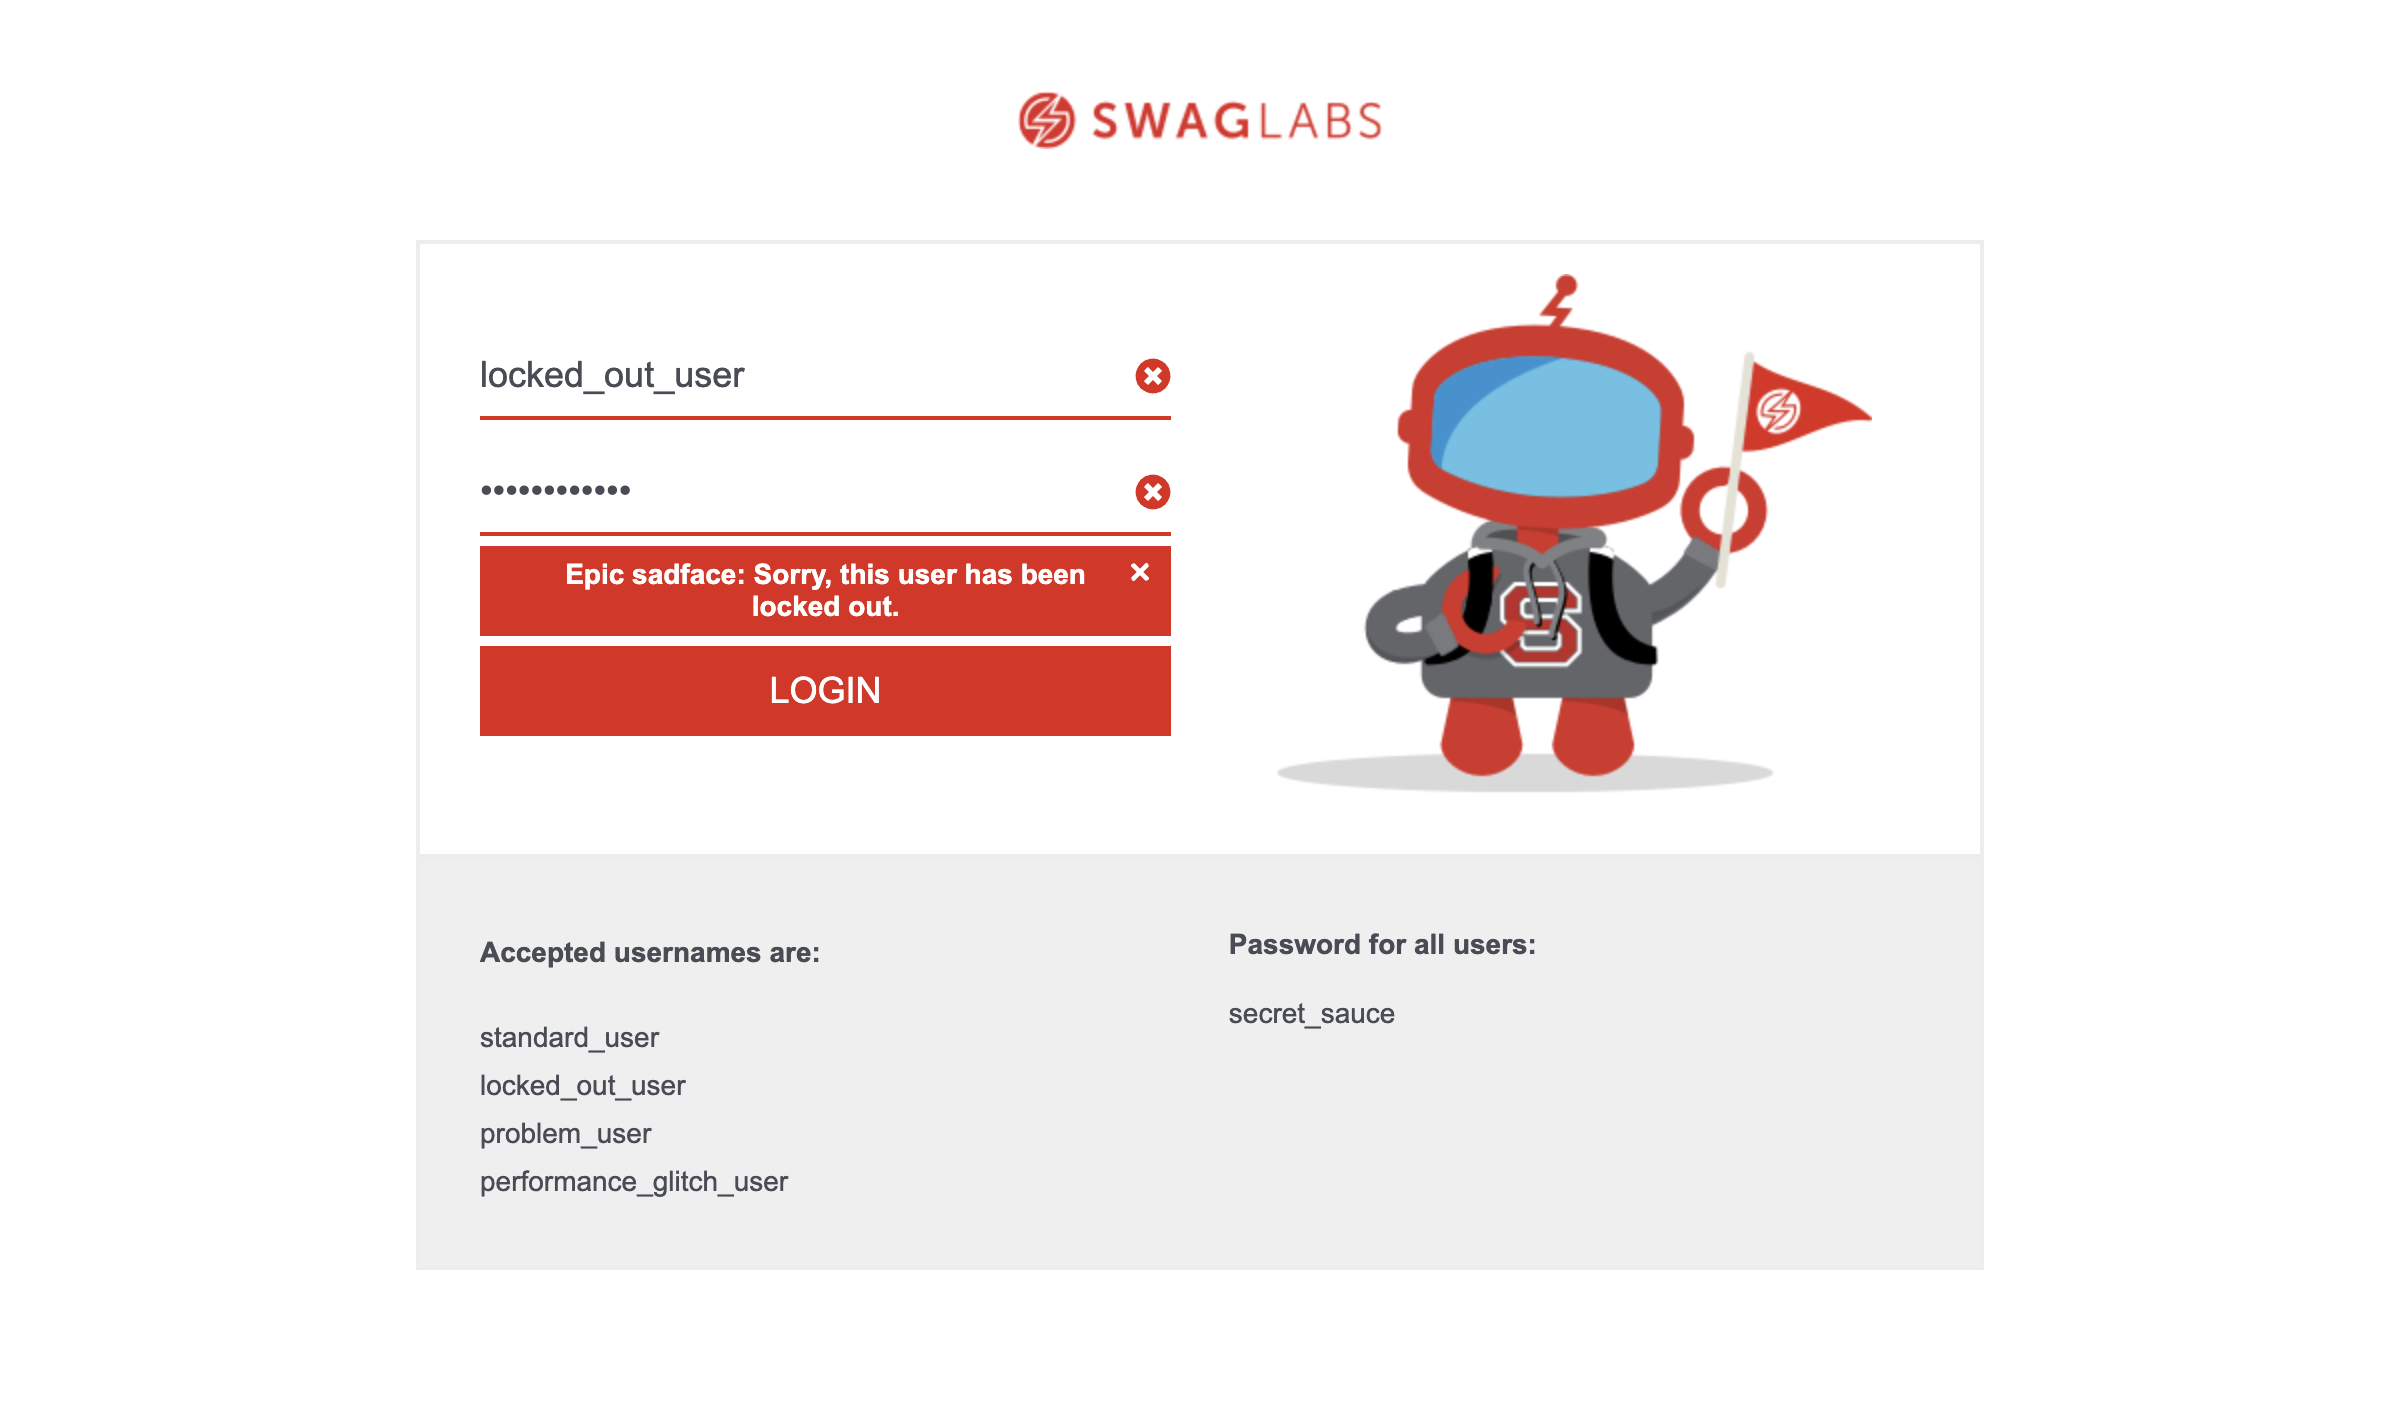 SWAGLABS
locked_out_user
••••••••••••
Epic sadface: Sorry, this user has been
locked out.
LOGIN
S
Accepted usernames are:
standard_user
locked_out_user
problem_user
performance_glitch_user
Password for all users:
secret_sauce